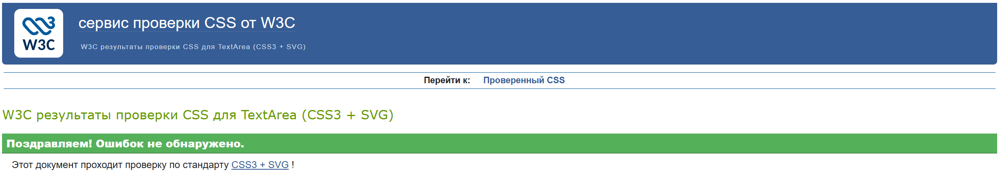 W3C
сервис проверки CSS от W3C
W3C результаты проверки CSS для TextArea (CSS3 + SVG)
Перейти к: Проверенный CSS
W3C результаты проверки CSS для TextArea (CSS3 + SVG)
Поздравляем! Ошибок не обнаружено.
Этот документ проходит проверку по стандарту CSS3 + SVG !